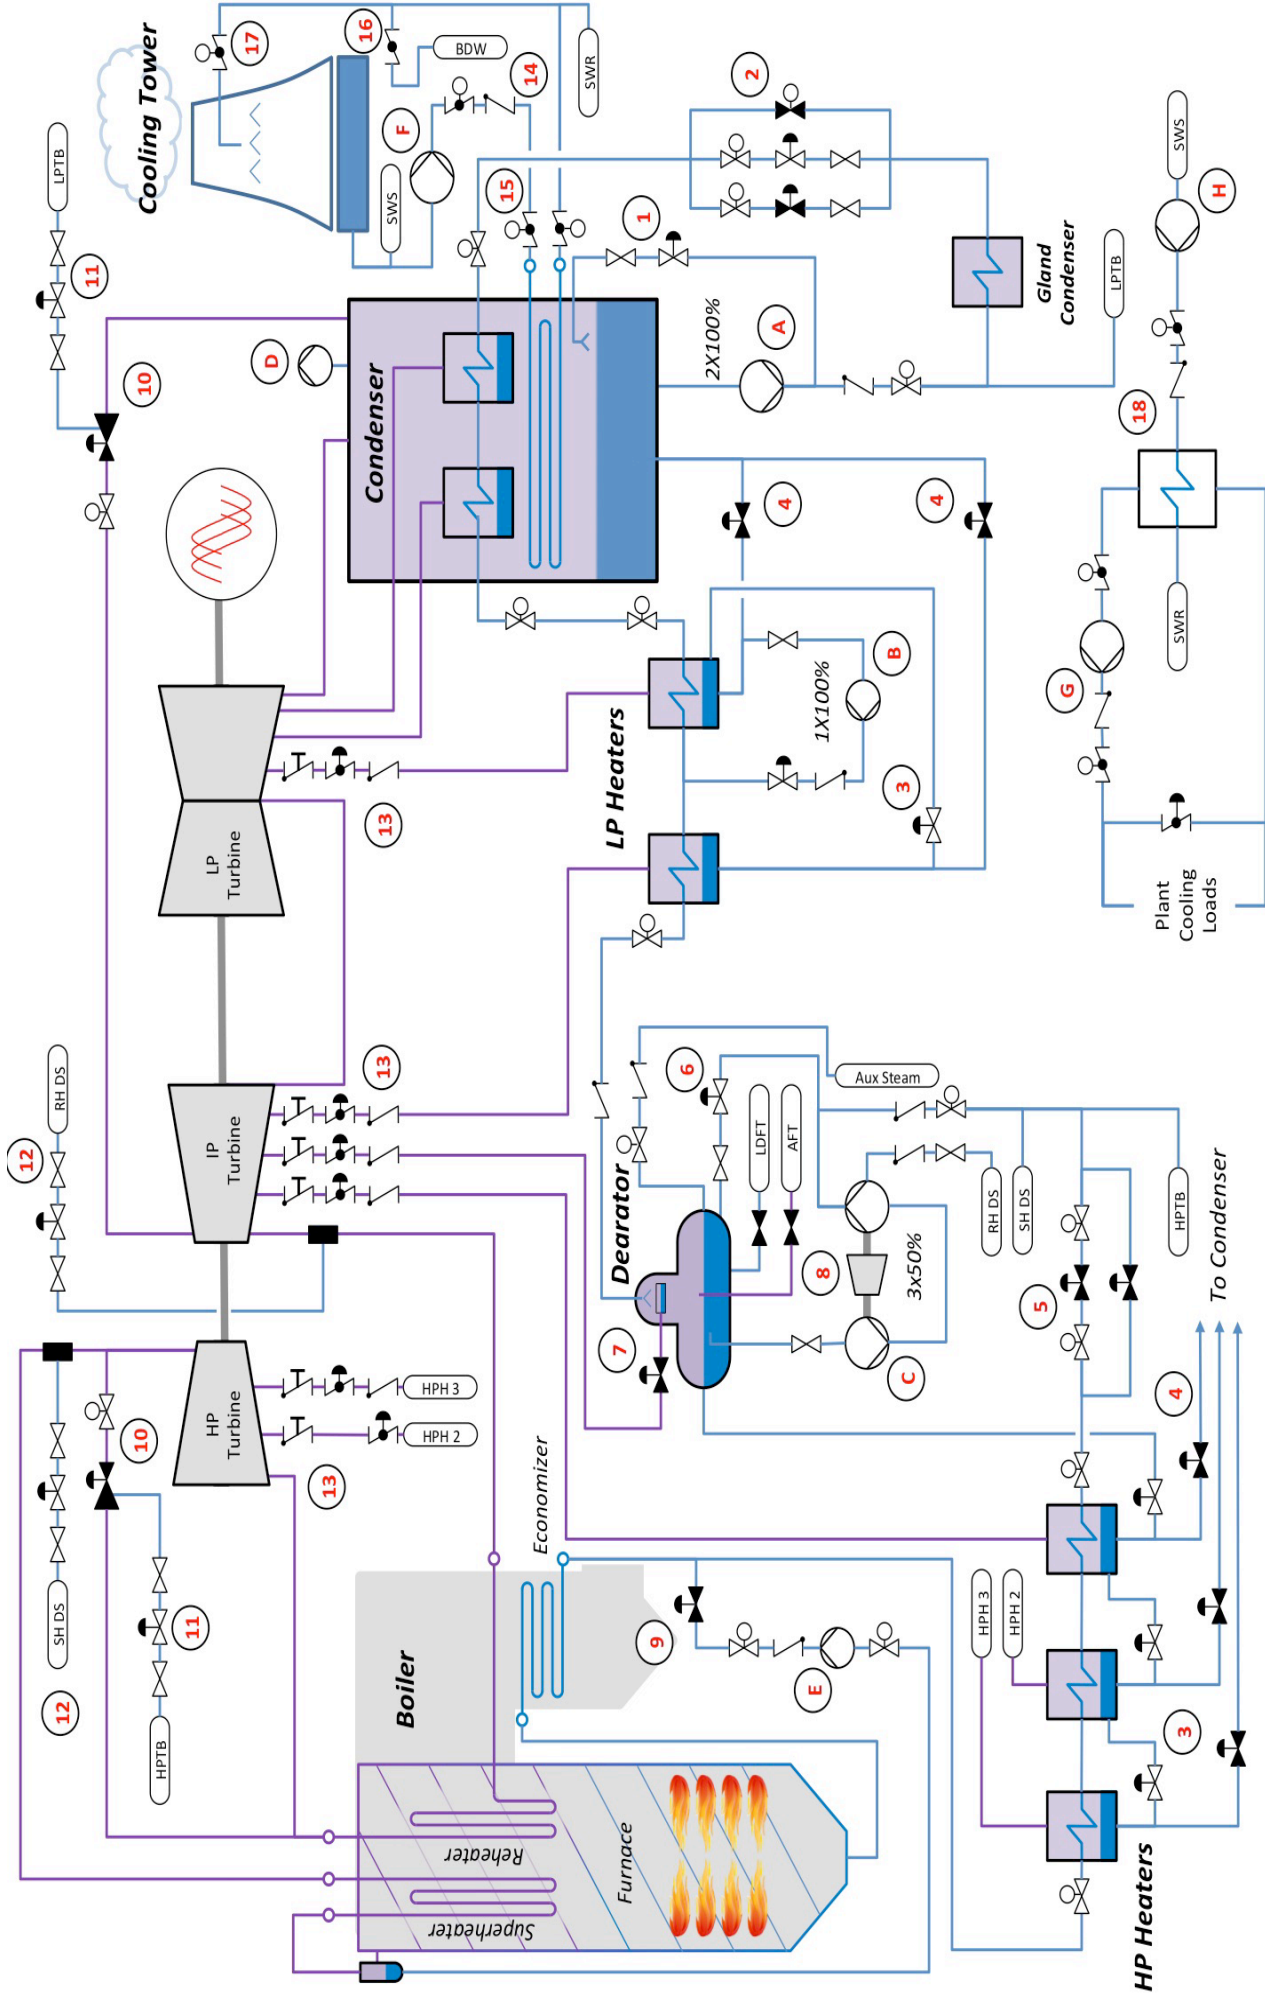 Cooling Tower
17
16
BDW
14
SWR
F
SWS
15
2
1
LPTB
11
10
D
Condenser
2X100%
A
Gland
Condenser
LPTB
SWS
H
18
SWR
G
Plant
Cooling
Loads
4
4
B
1X100%
3
LP Heaters
13
LP
Turbine
IP
Turbine
13
RH DS
12
HP
Turbine
HPH 3
HPH 2
13
10
11
SH DS
12
HPTB
Dearator
6
Aux Steam
LDFT
AFT
7
8
3x50%
C
RH DS
SH DS
HPTB
5
To Condenser
4
3
HPH 3
HPH 2
HP Heaters
Economizer
Boiler
9
E
Reheater
Superheater
Furnace